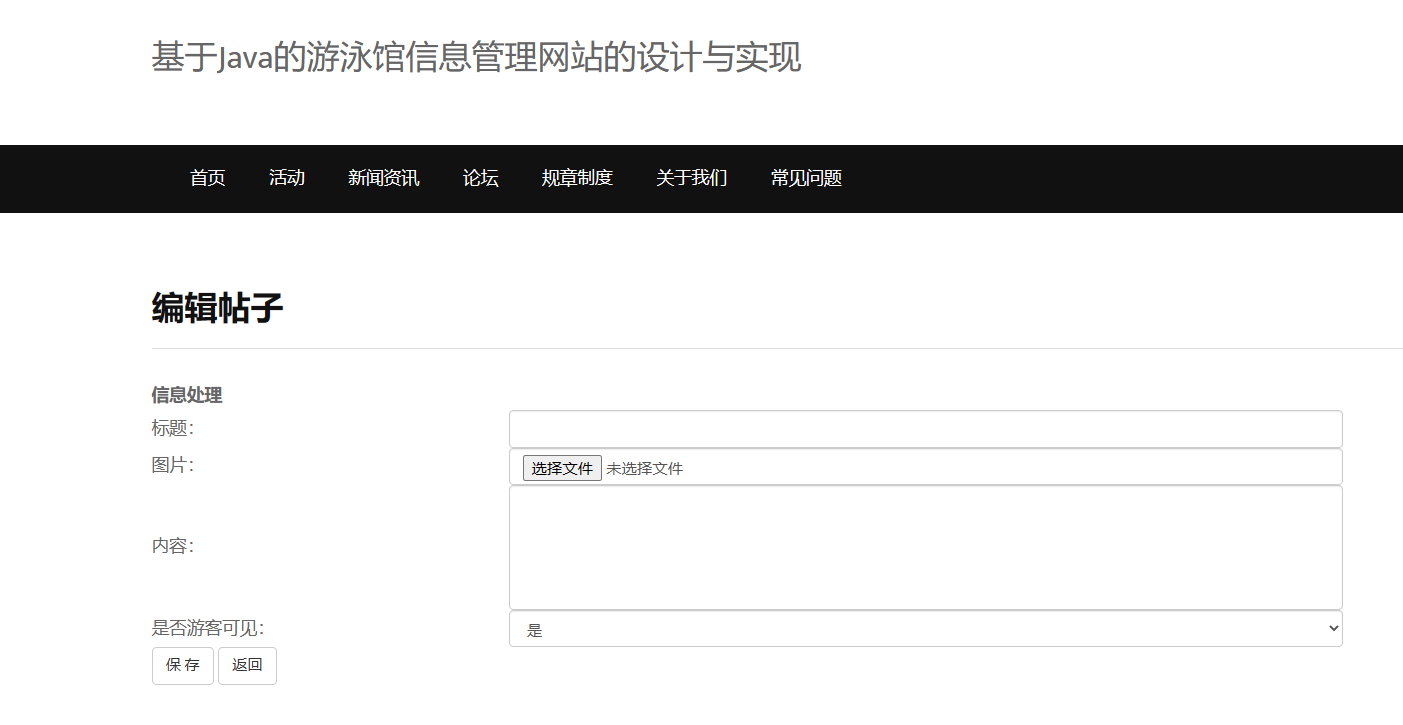 基于Java的游泳馆信息管理网站的设计与实现
首页 活动 新闻资讯 论坛 规章制度 关于我们 常见问题
编辑帖子
信息处理
标题：
图片： 选择文件 未选择文件
内容：
是否游客可见： 是
保 存 返回